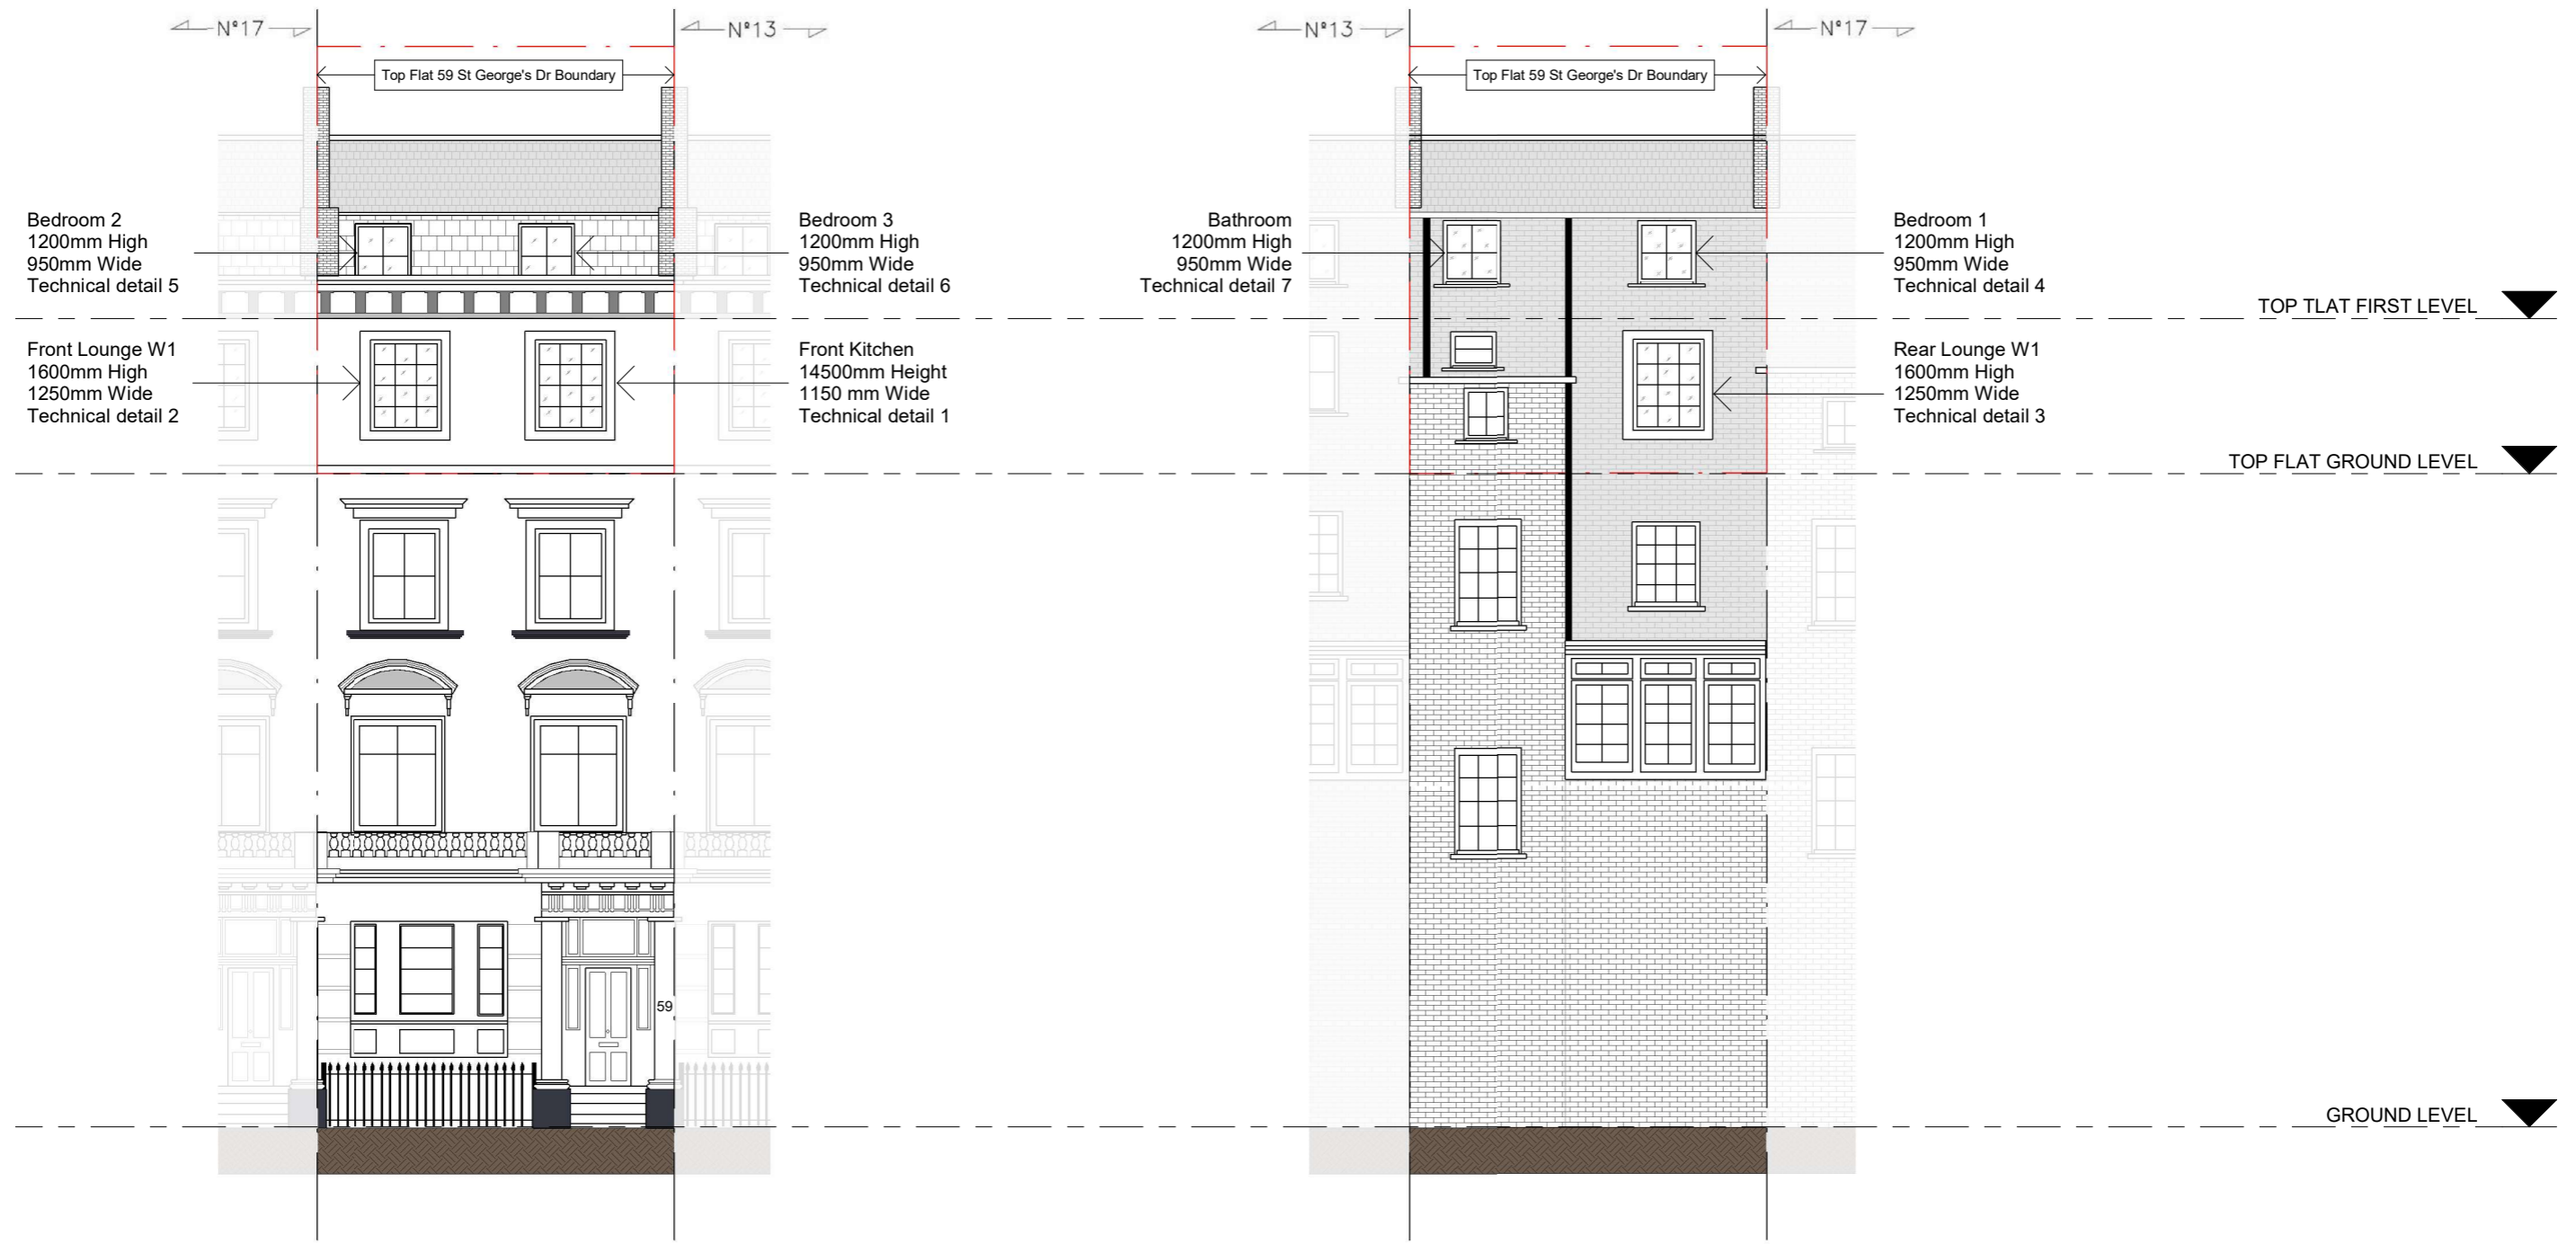 N°17
N°13
Top Flat 59 St George's Dr Boundary
Bedroom 2
1200mm High
950mm Wide
Technical detail 5
Bedroom 3
1200mm High
950mm Wide
Technical detail 6
Front Lounge W1
1600mm High
1250mm Wide
Technical detail 2
Front Kitchen
14500mm Height
1150 mm Wide
Technical detail 1
59
N°13
N°17
Top Flat 59 St George's Dr Boundary
Bathroom
1200mm High
950mm Wide
Technical detail 7
Bedroom 1
1200mm High
950mm Wide
Technical detail 4
Rear Lounge W1
1600mm High
1250mm Wide
Technical detail 3
TOP TLAT FIRST LEVEL
TOP FLAT GROUND LEVEL
GROUND LEVEL